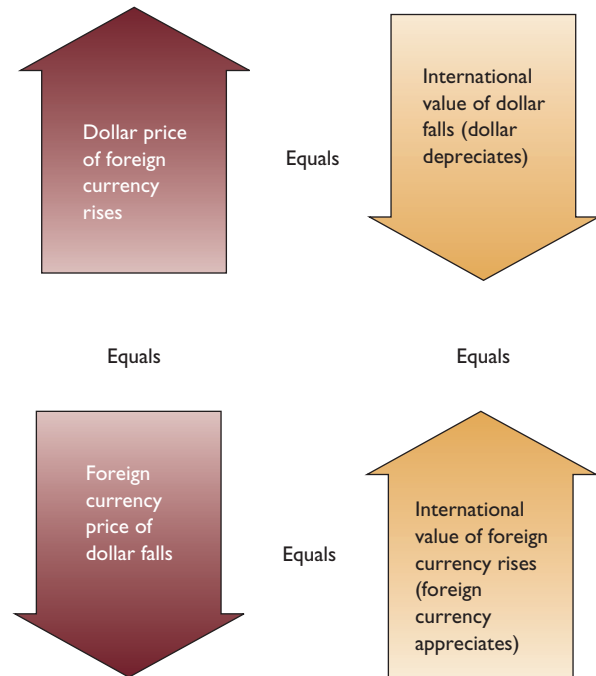 Dollar price
of foreign
currency
rises
Equals
International
value of dollar
falls (dollar
depreciates)
Equals
Equals
Foreign
currency
price of
dollar falls
Equals
International
value of foreign
currency rises
(foreign
currency
appreciates)